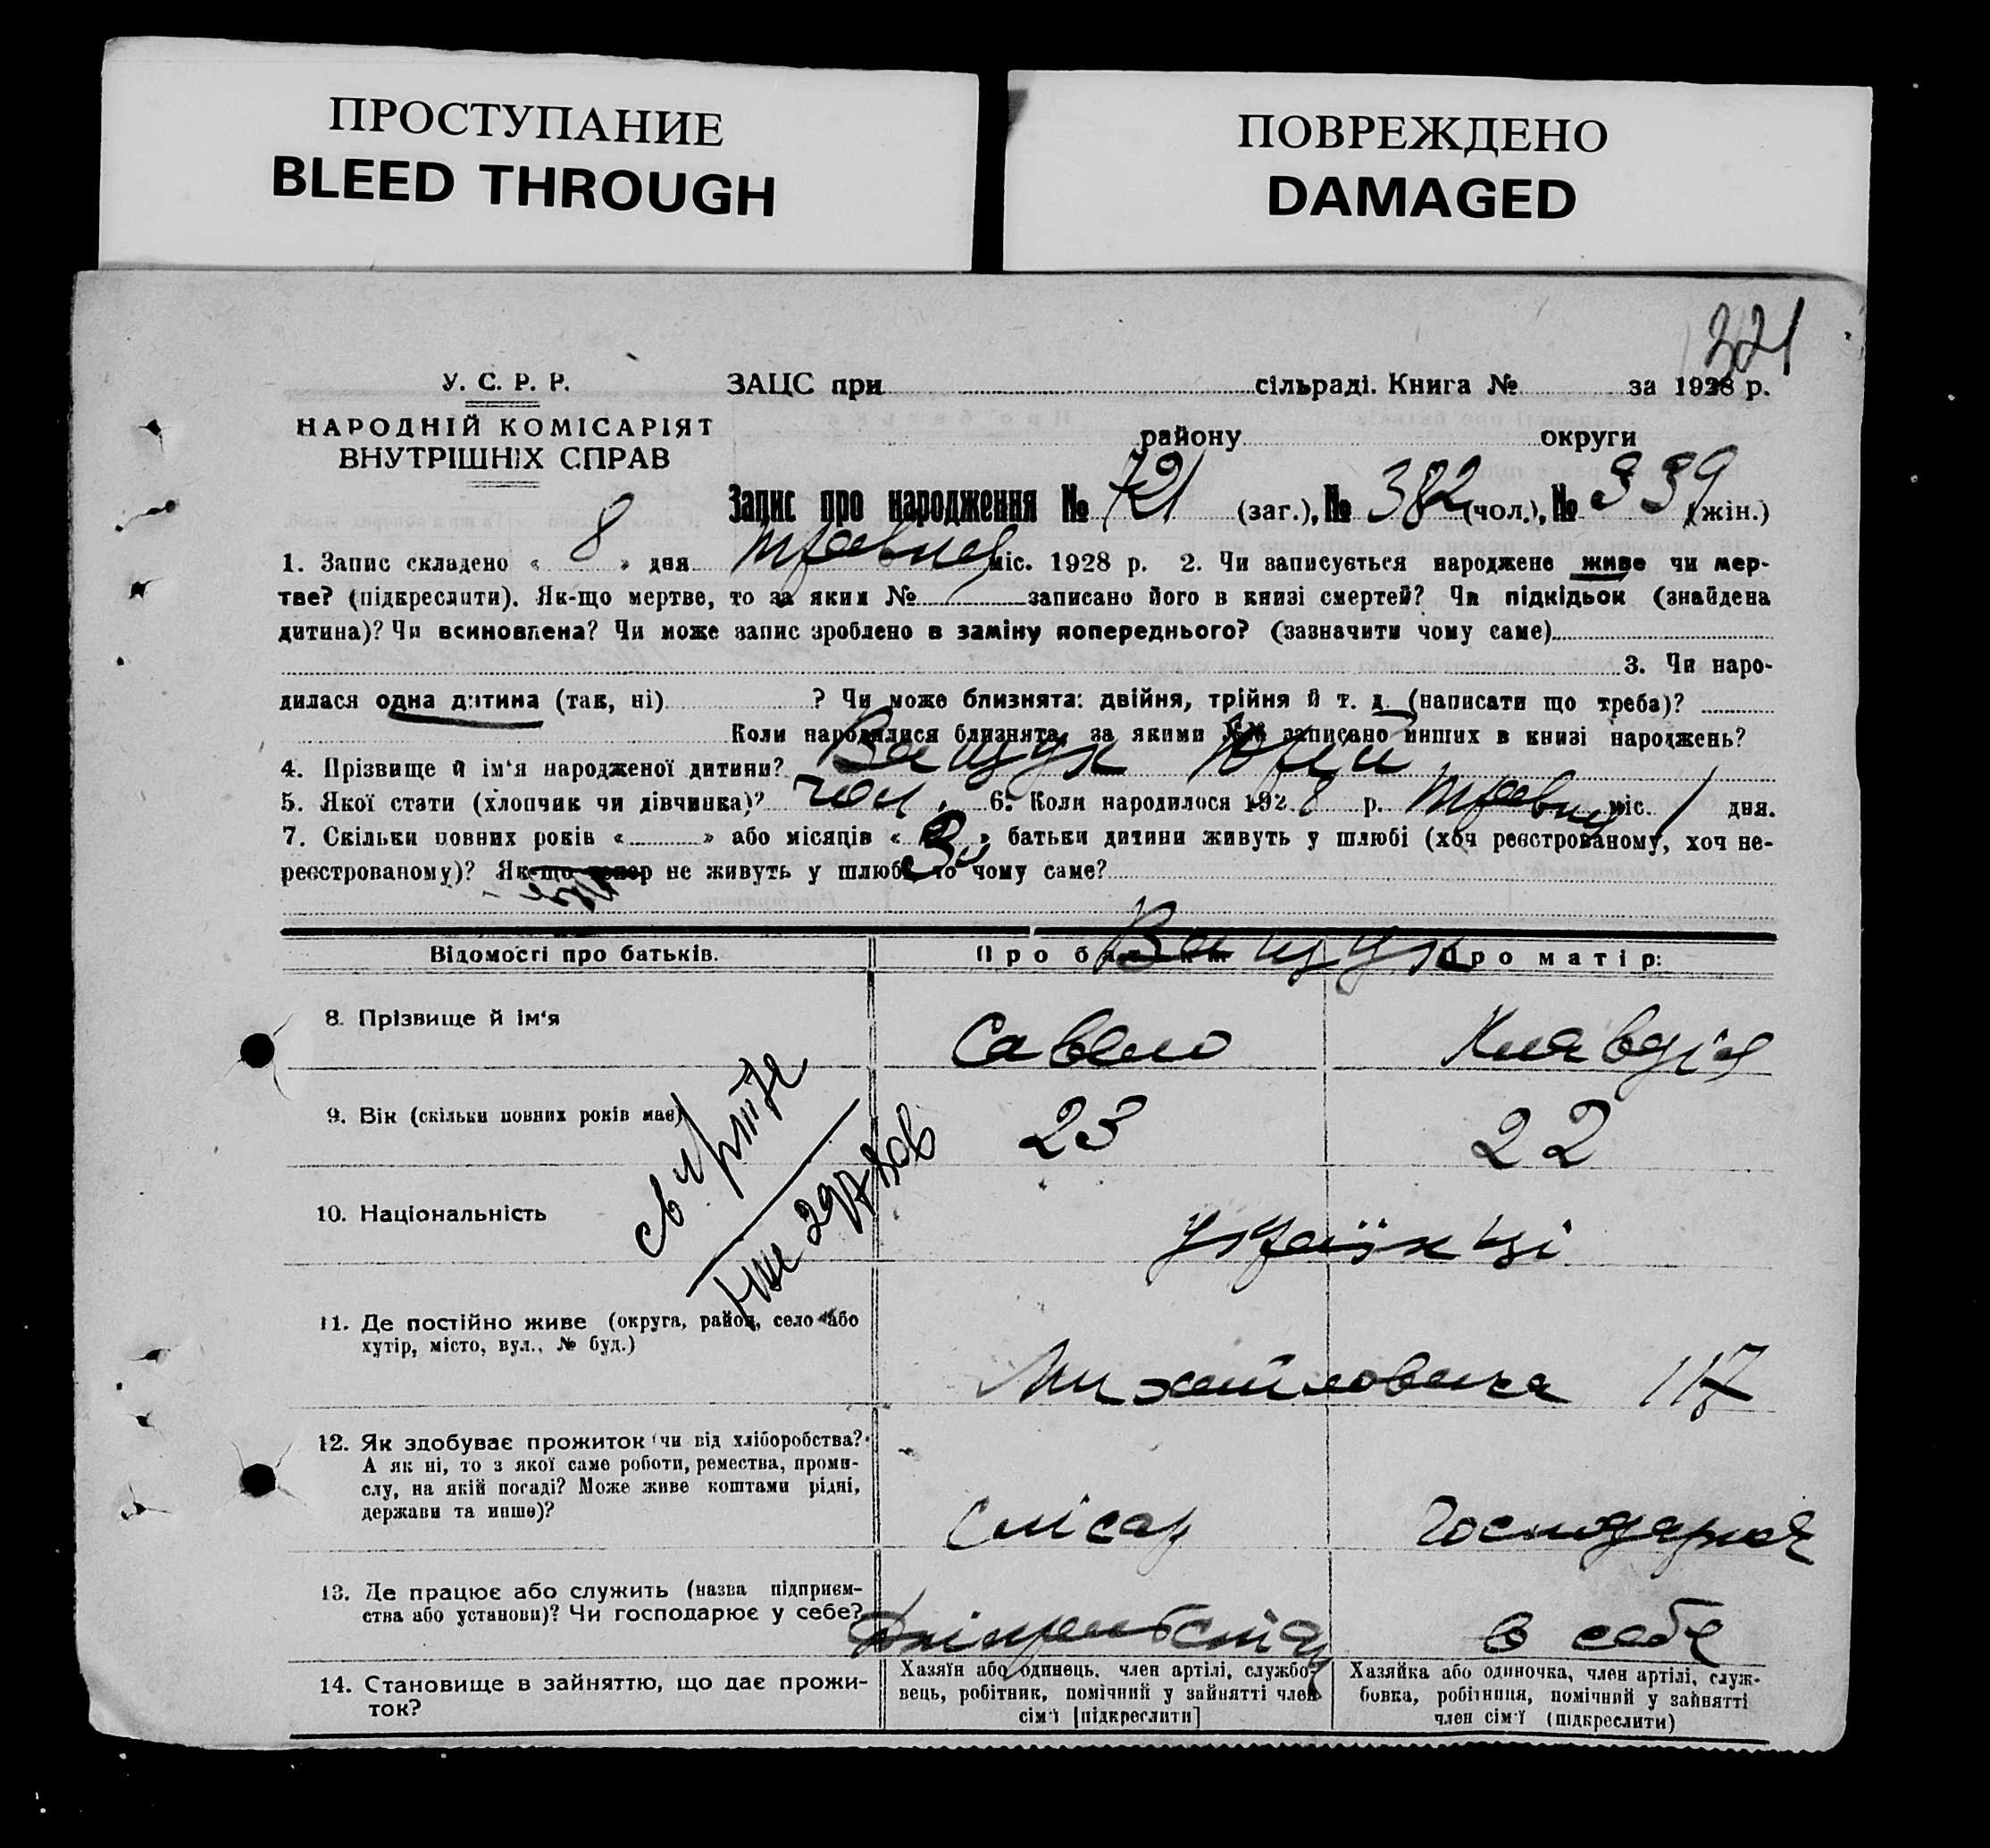 ПРОСТУПАНИЕ
BLEED THROUGH
ПОВРЕЖДЕНО
DAMAGED
321
У. С. Р. Р.
НАРОДНІЙ КОМІСАРІЯТ
ВНУТРІШНІХ СПРАВ
ЗАЦС при сільраді. Книга № за 1928 р.
району округи
Запис про народження № 721 (заг.), № 382 (чол.), № 339 (жін.)
1. Запис складено « 8 » дня травня міс. 1928 р. 2. Чи записується народжене живе чи мер-
тве? (підкреслити). Як-що мертве, то за яким № записано його в книзі смертей? Чи підкідьок (знайдена
дитина)? Чи всиновлена? Чи може запис зроблено в заміну попереднього? (зазначити чому саме)
3. Чи наро-
дилася одна дитина (так, ні) ? Чи може близнята: двійня, трійня й т. д. (написати що треба)?
Коли народилися близнята, за якими №№ записано инших в книзі народжень?
4. Прізвище й ім‘я народженої дитини? Ващук Юрій
5. Якої стати (хлопчик чи дівчинка)? чол. 6. Коли народилося 1928 р. травня міс. 1 дня.
7. Скільки повних років « » або місяців « » батьки дитини живуть у шлюбі (хоч реєстрованому, хоч не-
реєстрованому)? Як-що тепер не живуть у шлюбі, то чому саме?
Відомості про батьків.
Про батька
Про матір:
Ващук
8. Прізвище й ім‘я
Савело
Клавдія
9. Вік (скільки повних років має)
23
22
10. Національність
українці
11. Де постійно живе (округа, район, село або
хутір, місто, вул., № буд.)
Михайловська 117
12. Як здобуває прожиток (чи від хліборобства?
А як ні, то з якої саме роботи, ремества, проми-
слу, на якій посаді? Може живе коштами рідні,
держави та инше)?
Слісар
Господарює
13. Де працює або служить (назва підприєм-
ства або установи)? Чи господарює у себе?
в себе
14. Становище в зайняттю, що дає прожи-
ток?
Хазяїн або одинець, член артілі, службо-
вець, робітник, помічний у зайнятті член
сім‘ї [підкреслити]
Хазяйка або одиночка, член артілі, служ-
бовка, робітниця, помічний у зайнятті
член сім‘ї (підкреслити)